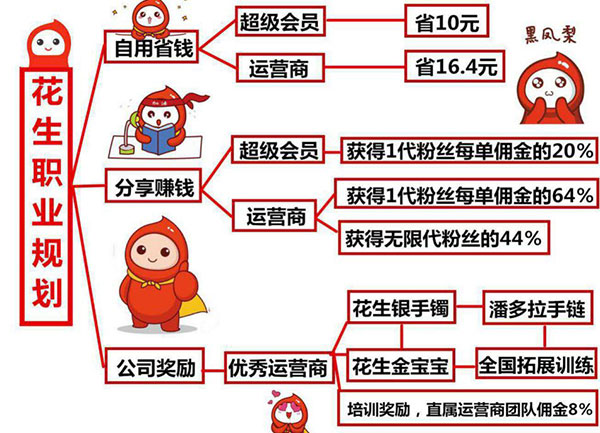 花生职业规划
自用省钱
超级会员
省10元
运营商
省16.4元
黑凤梨
分享赚钱
超级会员
获得1代粉丝每单佣金的20%
运营商
获得1代粉丝每单佣金的64%
获得无限代粉丝的44%
公司奖励
优秀运营商
花生银手镯
潘多拉手链
花生金宝宝
全国拓展训练
培训奖励，直属运营商团队佣金8%